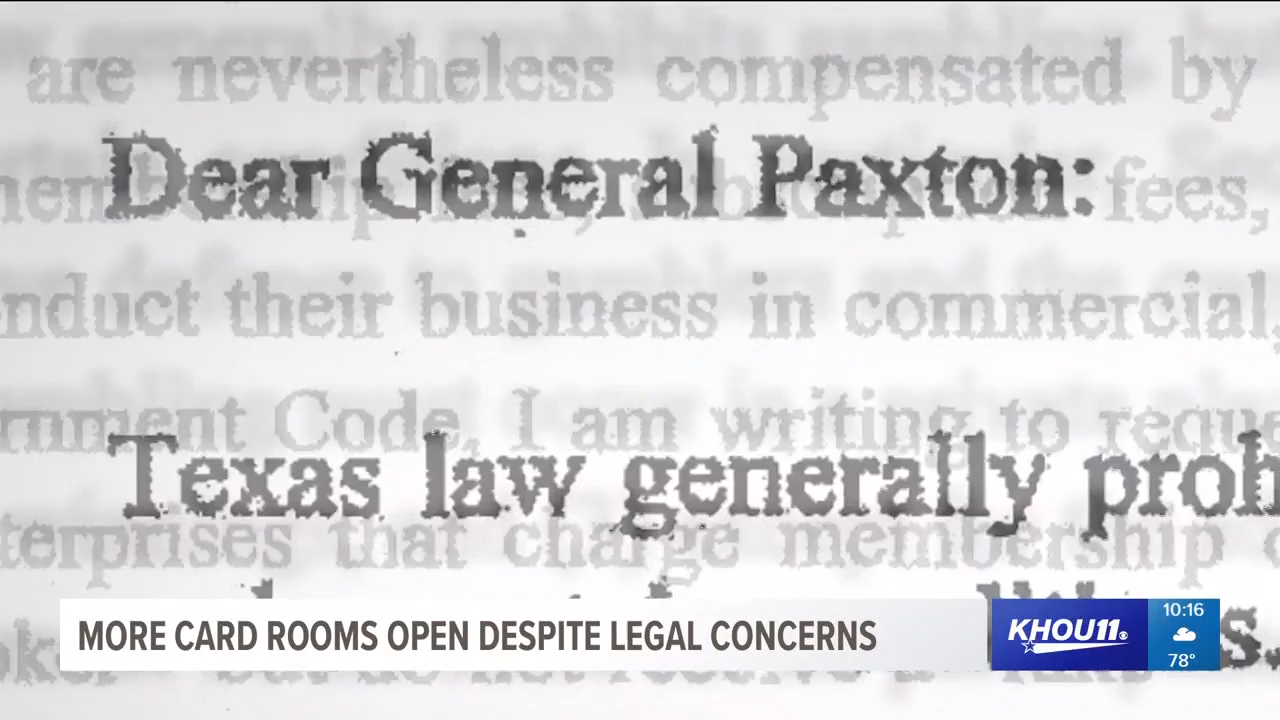 are nevertheless compensated by
Dear General Paxton:
fees,
nduct their business in commercial,
rnment Code, I am writing to reque
Texas law generally proh
terprises that charge membership
MORE CARD ROOMS OPEN DESPITE LEGAL CONCERNS
KHOU11
10:16
78°